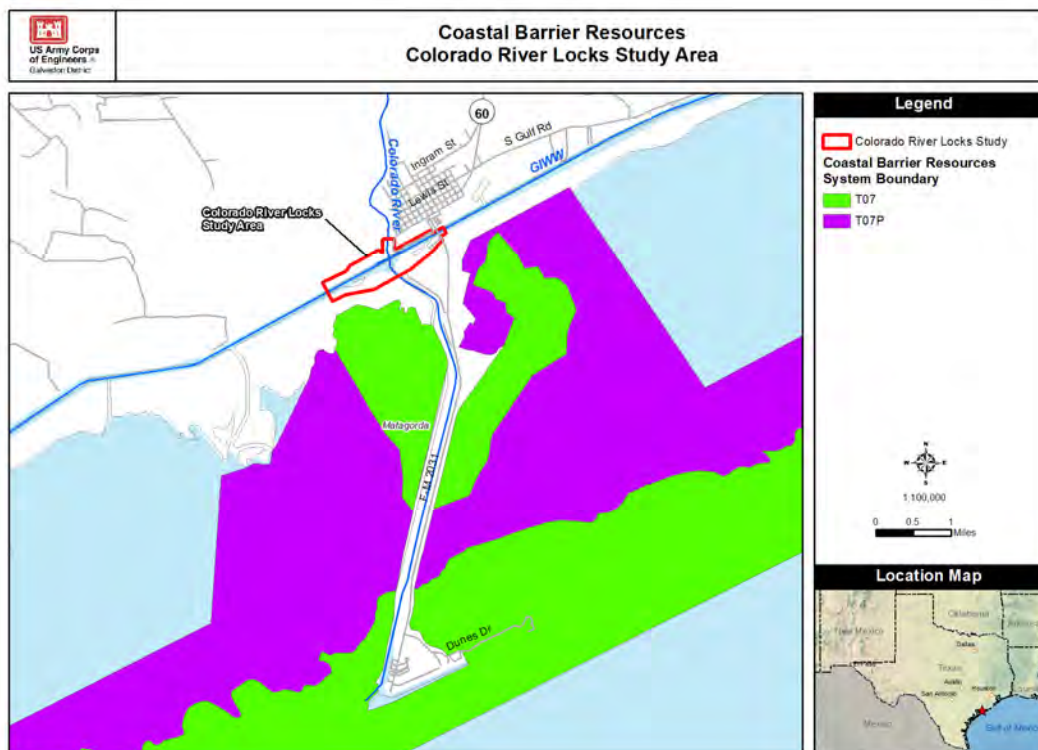 US Army Corps
of Engineers
Galveston District
Coastal Barrier Resources
Colorado River Locks Study Area
60
S Gulf Rd
Ingram St
Lewis St
GIWW
Colorado River
Colorado River Locks
Study Area
Matagorda
F-M 2031
Dunes Dr
Legend
Colorado River Locks Study
Coastal Barrier Resources
System Boundary
T07
T07P
N
W E
S
1:100,000
0 0.5 1
Miles
Location Map
Oklahoma
New Mexico
Dallas
Texas
Austin
San Antonio
Houston
Mexico
Gulf of Mexico